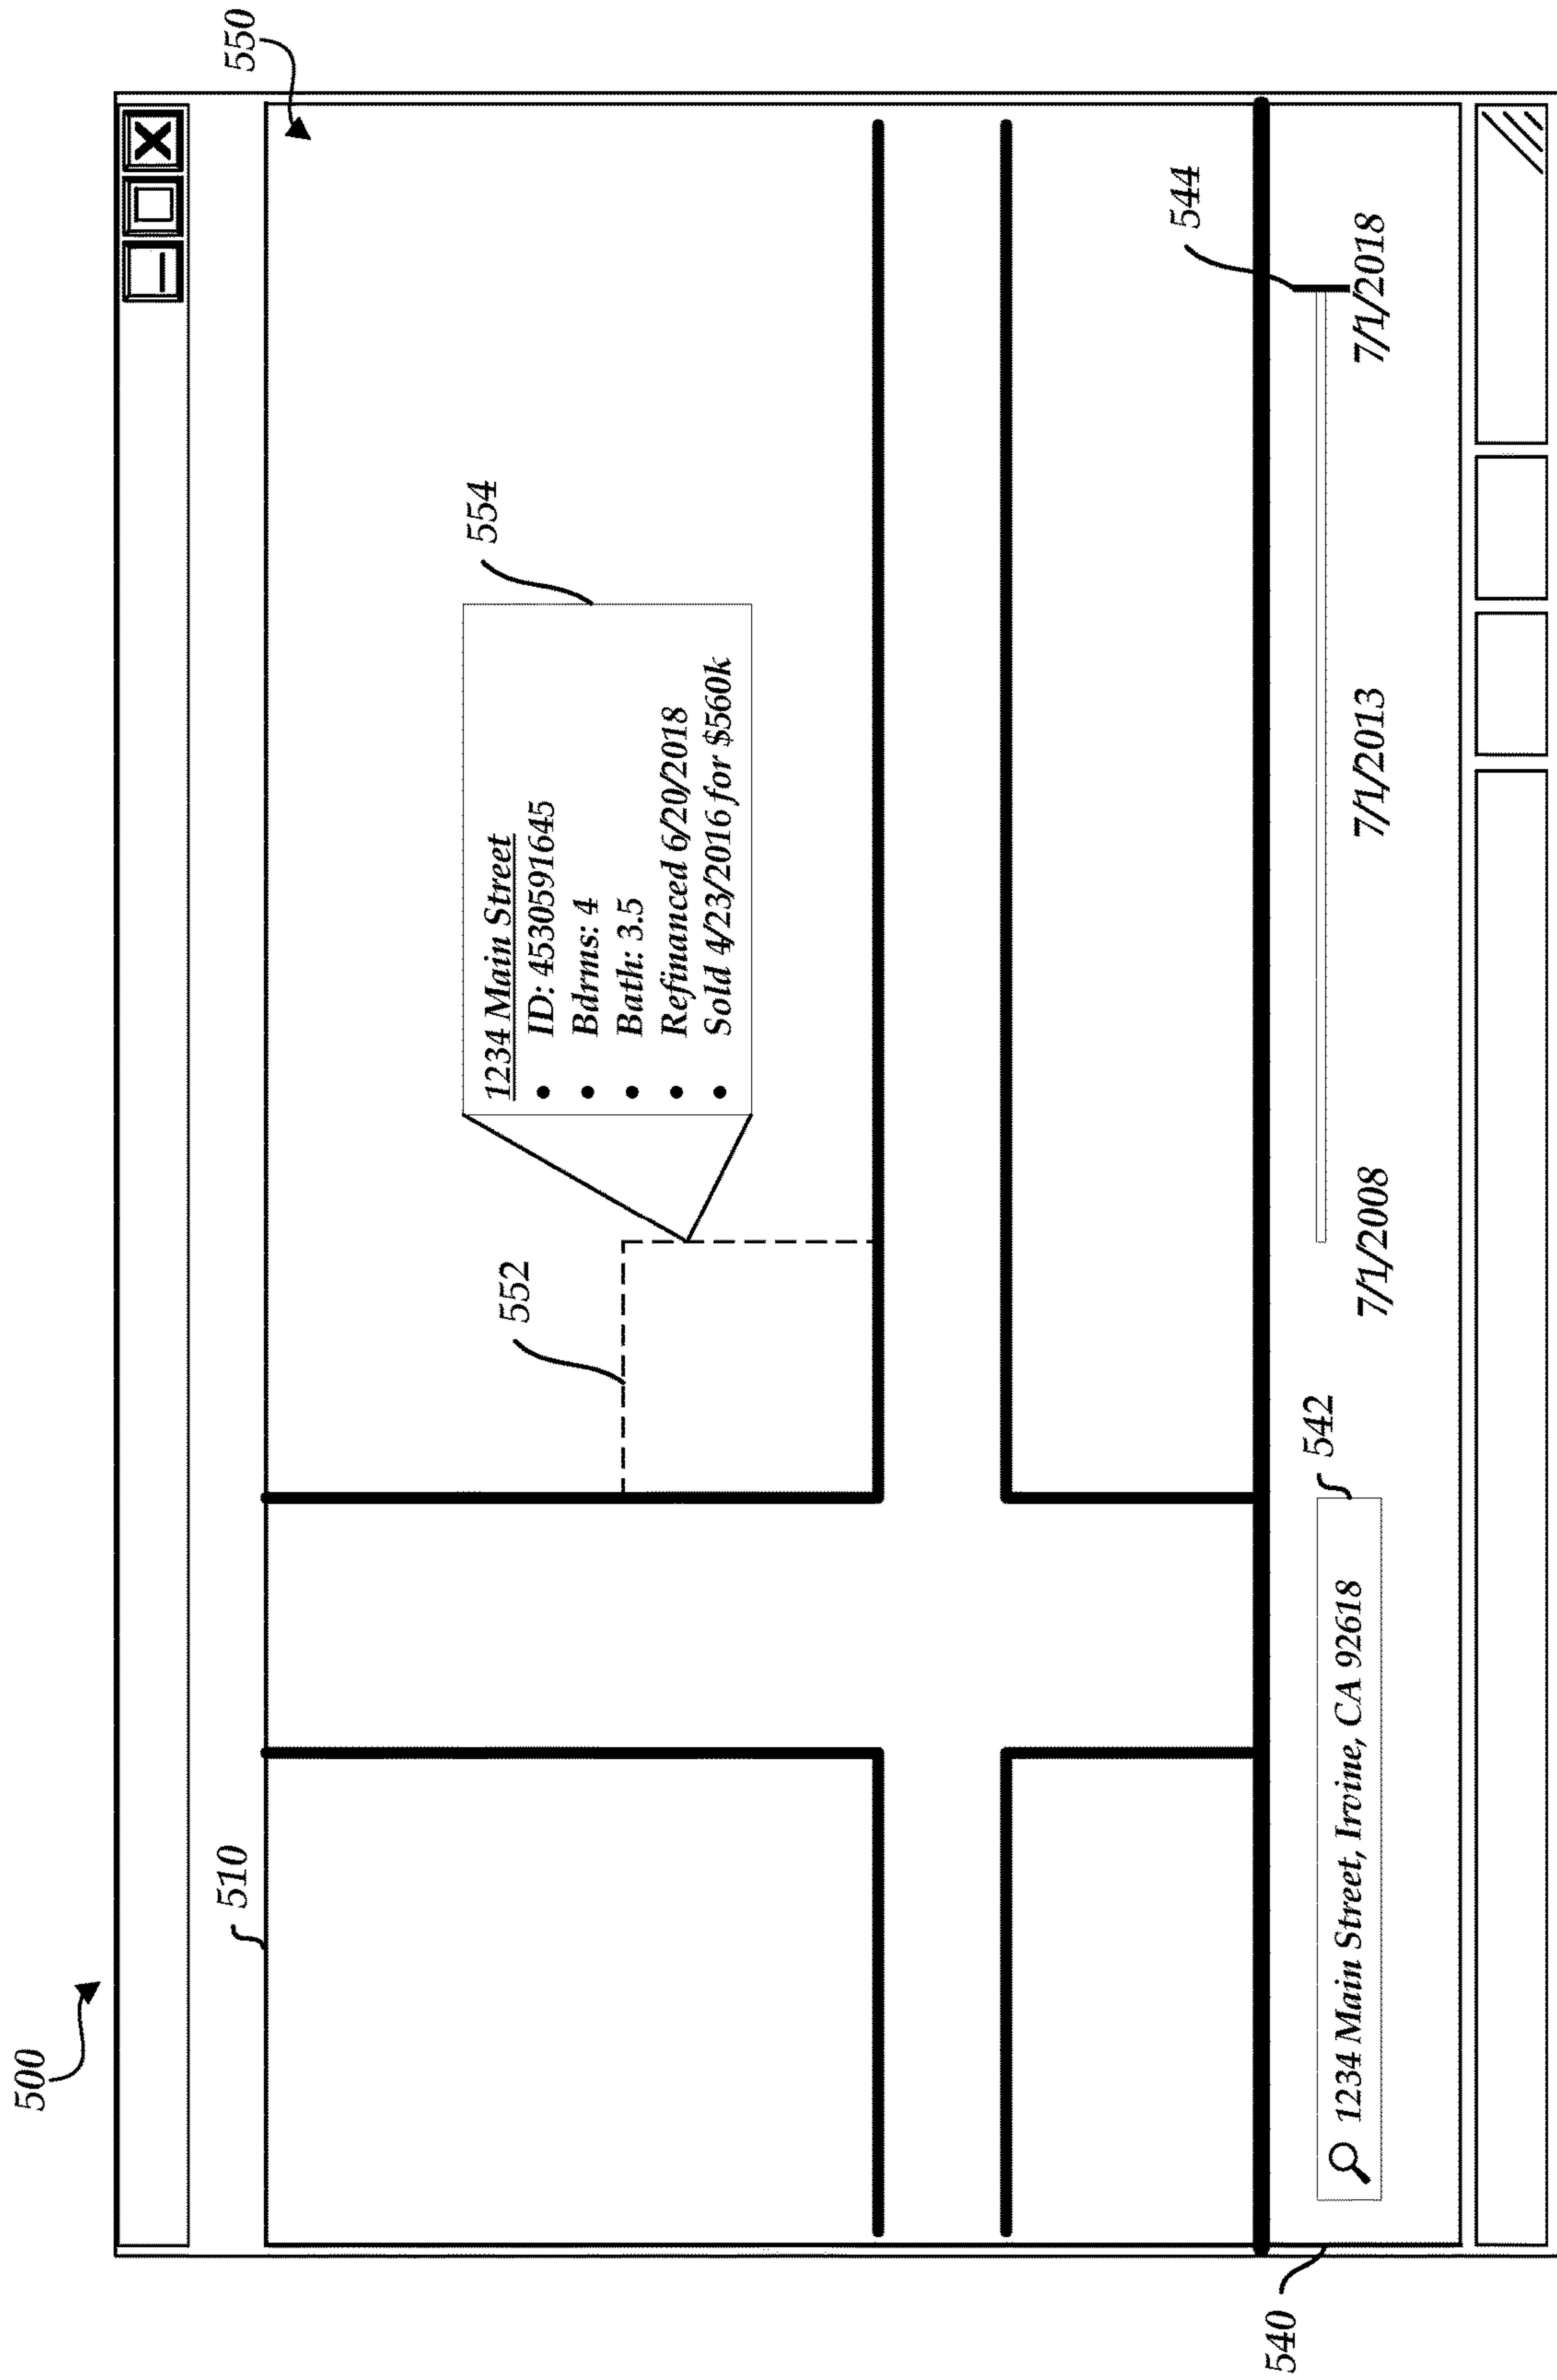 500
510
550
552
554
1234 Main Street
• ID: 453091645
• Bdrms: 4
• Bath: 3.5
• Refinanced 6/20/2018
• Sold 4/23/2016 for $560k
540
542
544
1234 Main Street, Irvine, CA 92618
7/1/2008
7/1/2013
7/1/2018